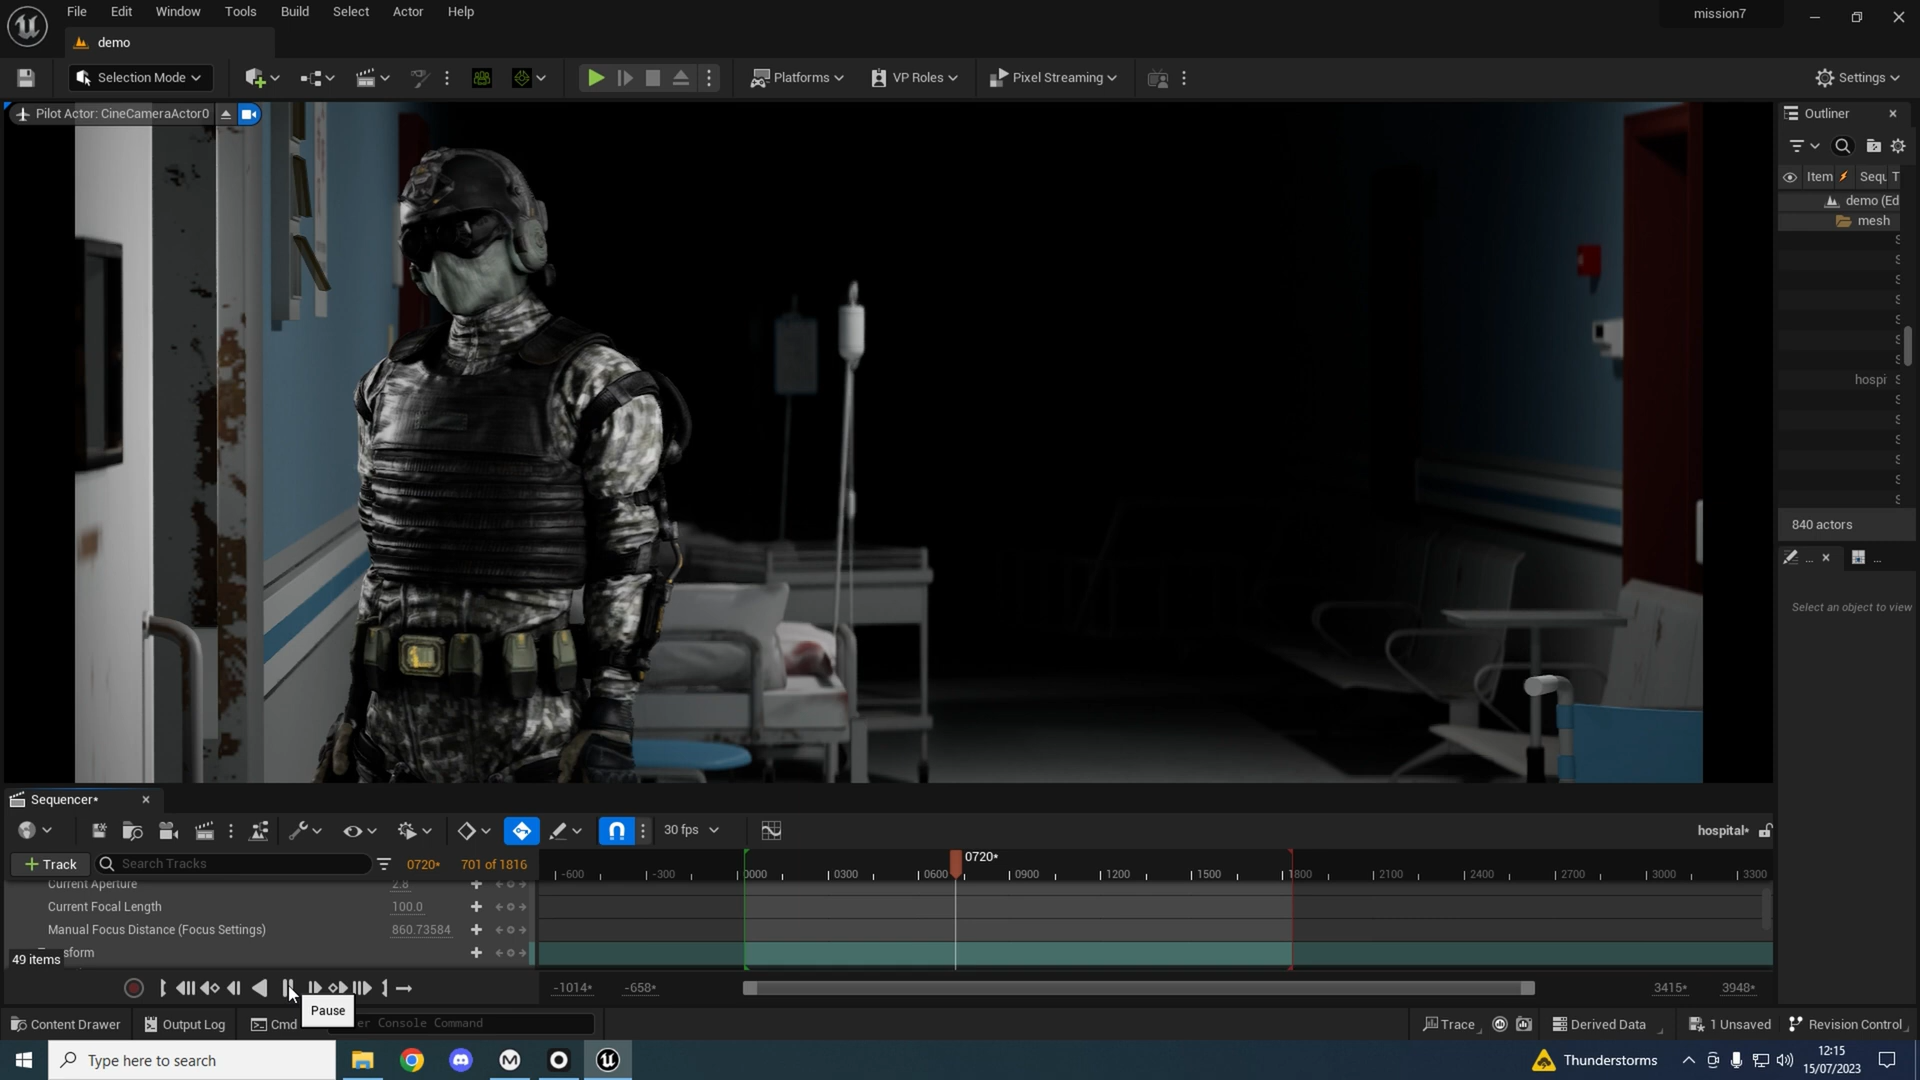 File Edit Window Tools Build Select Actor Help
mission7
demo
Selection Mode
Platforms
VP Roles
Pixel Streaming
Settings
Pilot Actor: CineCameraActor0
Outliner
Item Sequ T
demo (Ed
mesh
hospi
840 actors
Select an object to view
Sequencer*
30 fps
hospital*
Track
Search Tracks
0720*
701 of 1816
0720*
-600 -300 0000 0300 0600 0900 1200 1500 1800 2100 2400 2700 3000 3300
Current Aperture 2.8
Current Focal Length 100.0
Manual Focus Distance (Focus Settings) 860.73584
sform
49 items
-1014* -658* 3415* 3948*
Pause
Content Drawer
Output Log
Cmd
er Console Command
Trace
Derived Data
1 Unsaved
Revision Control
Type here to search
Thunderstorms
12:15
15/07/2023